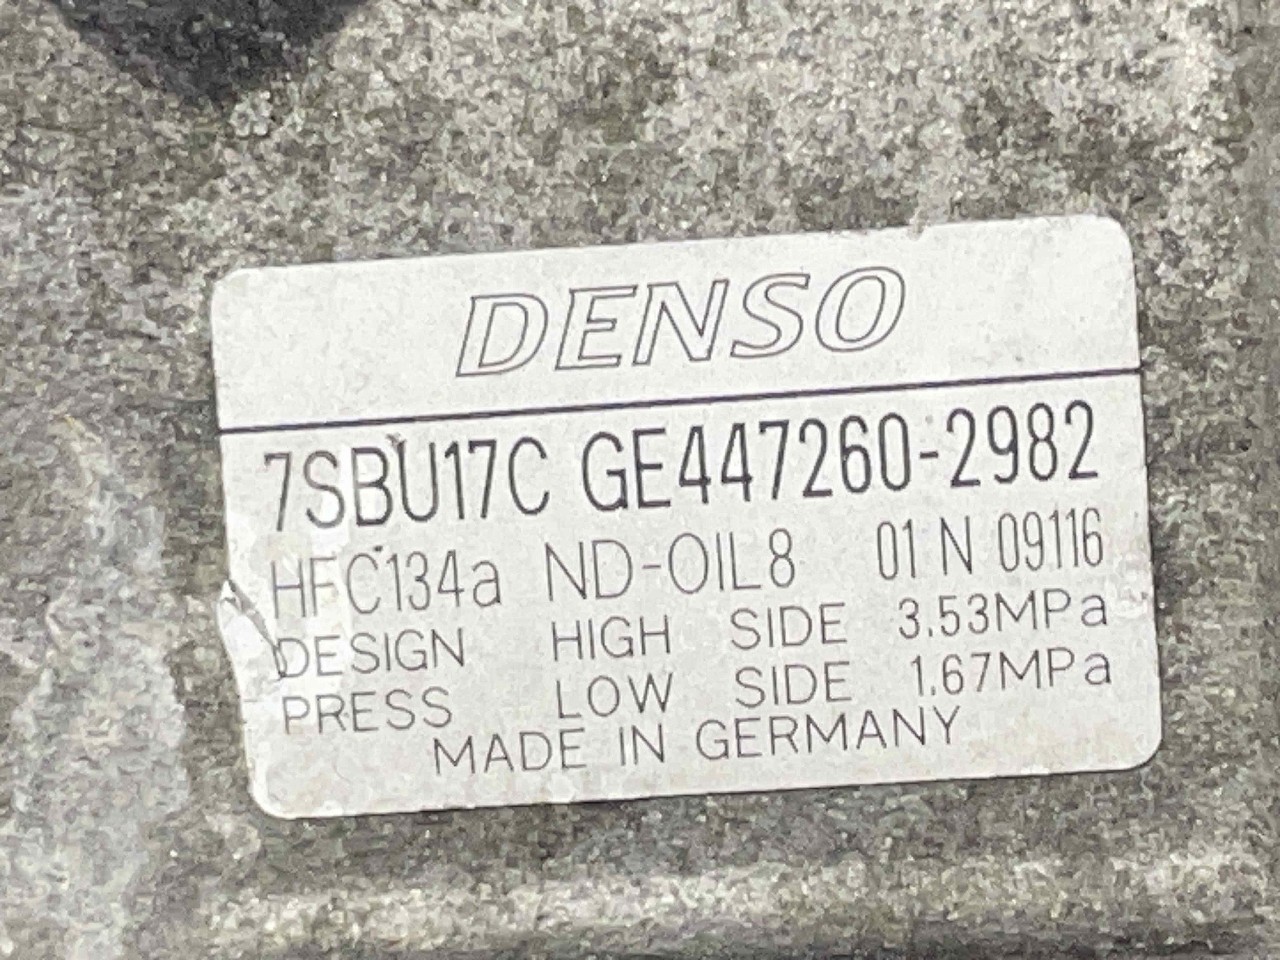 DENSO
7SBU17C GE447260-2982
HFC134a ND-OIL8 01 N 09116
DESIGN HIGH SIDE 3.53MPa
PRESS LOW SIDE 1.67MPa
MADE IN GERMANY